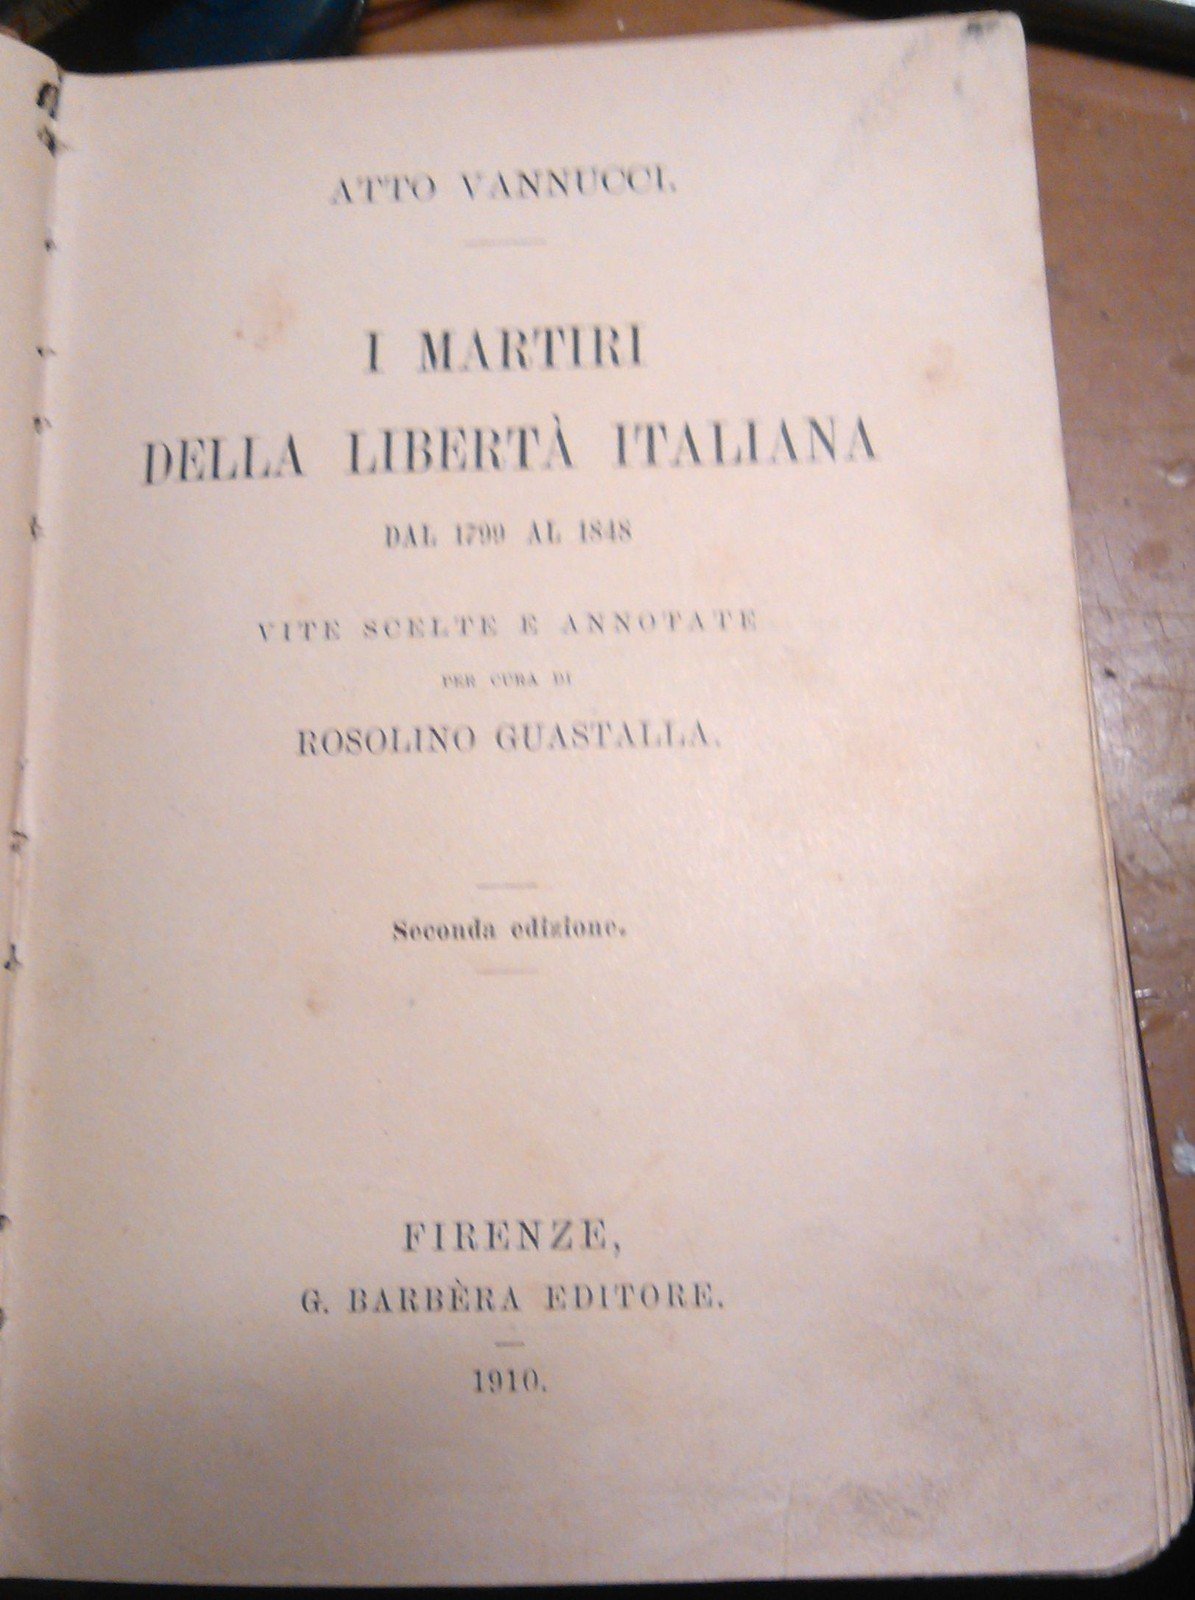 ATTO VANNUCCI.
I MARTIRI
DELLA LIBERTÀ ITALIANA
DAL 1799 AL 1848
VITE SCELTE E ANNOTATE
PER CURA DI
ROSOLINO GUASTALLA.
Seconda edizione.
FIRENZE,
G. BARBÈRA EDITORE.
1910.